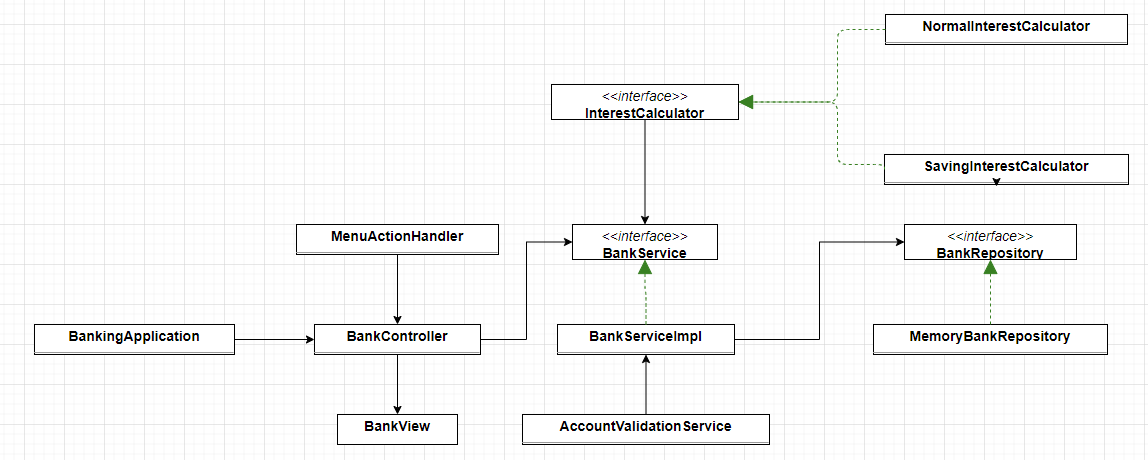 NormalInterestCalculator
<<interface>>
InterestCalculator
SavingInterestCalculator
MenuActionHandler
<<interface>>
BankService
<<interface>>
BankRepository
BankingApplication
BankController
BankServiceImpl
MemoryBankRepository
BankView
AccountValidationService